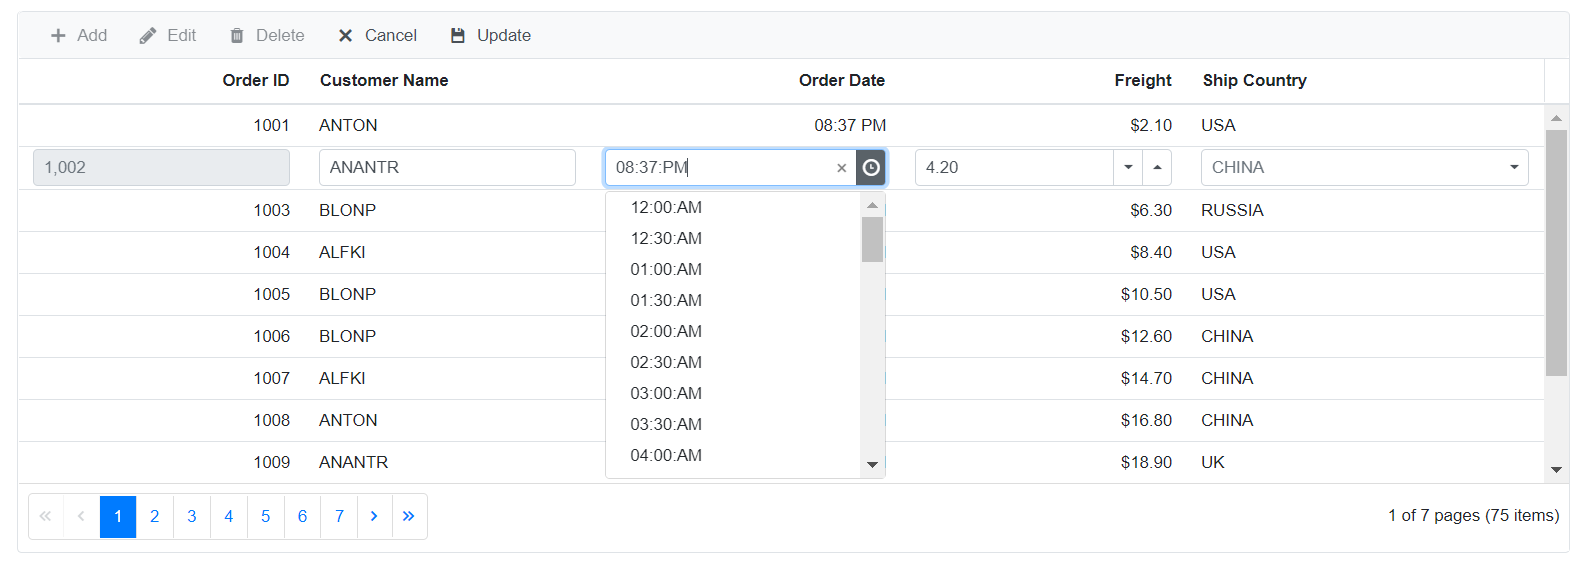 Add Edit Delete Cancel Update
Order ID Customer Name Order Date Freight Ship Country
1001 ANTON 08:37 PM $2.10 USA
1,002 ANANTR 08:37:PM 4.20 CHINA
12:00:AM
1003 BLONP $6.30 RUSSIA
12:30:AM
1004 ALFKI $8.40 USA
01:00:AM
1005 BLONP $10.50 USA
01:30:AM
02:00:AM
1006 BLONP $12.60 CHINA
02:30:AM
1007 ALFKI $14.70 CHINA
03:00:AM
1008 ANTON $16.80 CHINA
03:30:AM
04:00:AM
1009 ANANTR $18.90 UK
1 2 3 4 5 6 7
1 of 7 pages (75 items)